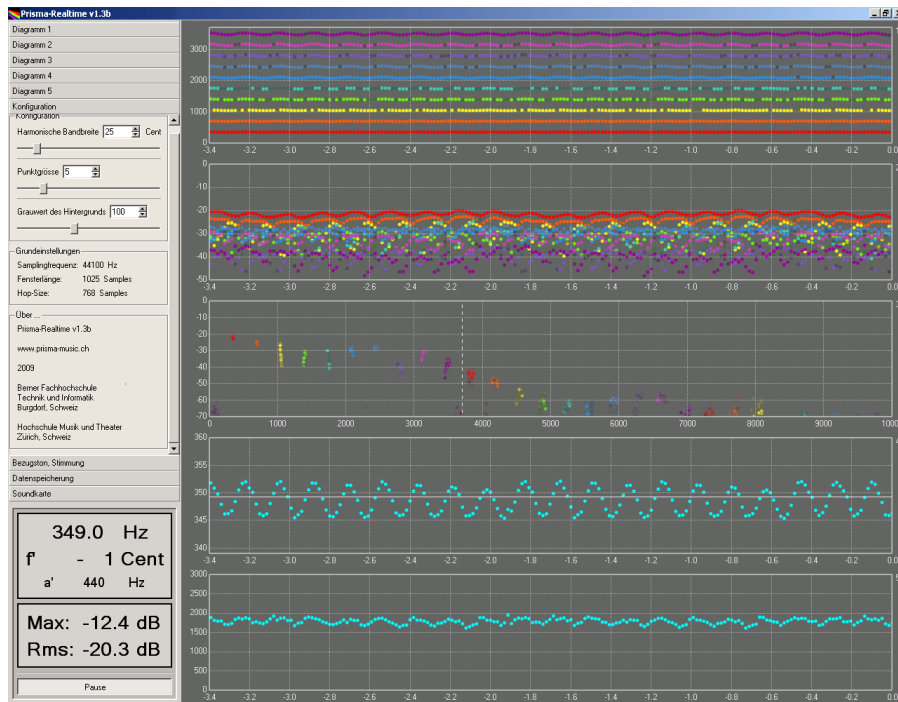 Prisma-Realtime v1.3b
Diagramm 1
Diagramm 2
Diagramm 3
Diagramm 4
Diagramm 5
Konfiguration
Konfiguration
Harmonische Bandbreite 25 Cent
Punktgrösse 5
Grauwert des Hintergrunds 100
Grundeinstellungen
Samplingfrequenz: 44100 Hz
Fensterlänge: 1025 Samples
Hop-Size: 768 Samples
Über ...
Prisma-Realtime v1.3b
www.prisma-music.ch
2009
Berner Fachhochschule
Technik und Informatik
Burgdorf, Schweiz
Hochschule Musik und Theater
Zürich, Schweiz
Bezugston, Stimmung
Datenspeicherung
Soundkarte
349.0 Hz
f' - 1 Cent
a' 440 Hz
Max: -12.4 dB
Rms: -20.3 dB
Pause
3000
2000
1000
0
-3.4 -3.2 -3.0 -2.8 -2.6 -2.4 -2.2 -2.0 -1.8 -1.6 -1.4 -1.2 -1.0 -0.8 -0.6 -0.4 -0.2 0.0
0
-10
-20
-30
-40
-50
-3.4 -3.2 -3.0 -2.8 -2.6 -2.4 -2.2 -2.0 -1.8 -1.6 -1.4 -1.2 -1.0 -0.8 -0.6 -0.4 -0.2 0.0
0
-10
-20
-30
-40
-50
-60
-70
0 1000 2000 3000 4000 5000 6000 7000 8000 9000 1000
360
355
350
345
340
-3.4 -3.2 -3.0 -2.8 -2.6 -2.4 -2.2 -2.0 -1.8 -1.6 -1.4 -1.2 -1.0 -0.8 -0.6 -0.4 -0.2 0.0
3000
2500
2000
1500
1000
500
0
-3.4 -3.2 -3.0 -2.8 -2.6 -2.4 -2.2 -2.0 -1.8 -1.6 -1.4 -1.2 -1.0 -0.8 -0.6 -0.4 -0.2 0.0